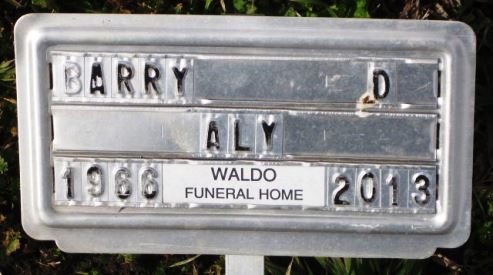 BARRY D
ALY
1966 WALDO FUNERAL HOME 2013